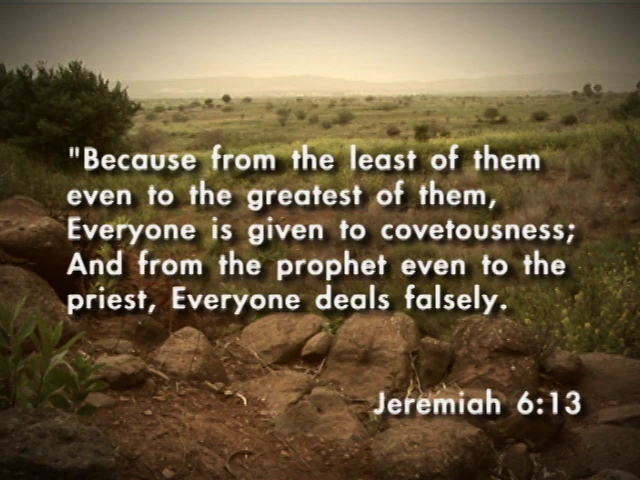 "Because from the least of them
even to the greatest of them,
Everyone is given to covetousness;
And from the prophet even to the
priest, Everyone deals falsely.
Jeremiah 6:13